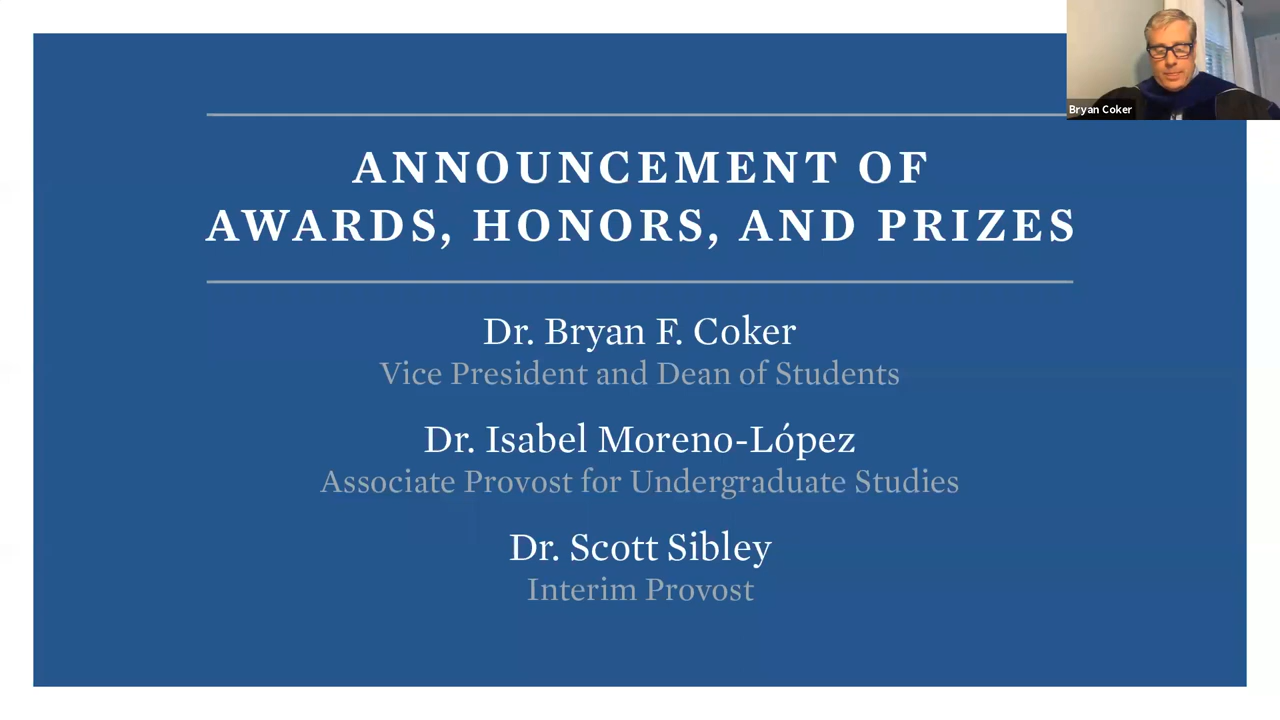 Bryan Coker
ANNOUNCEMENT OF
AWARDS, HONORS, AND PRIZES
Dr. Bryan F. Coker
Vice President and Dean of Students
Dr. Isabel Moreno-López
Associate Provost for Undergraduate Studies
Dr. Scott Sibley
Interim Provost